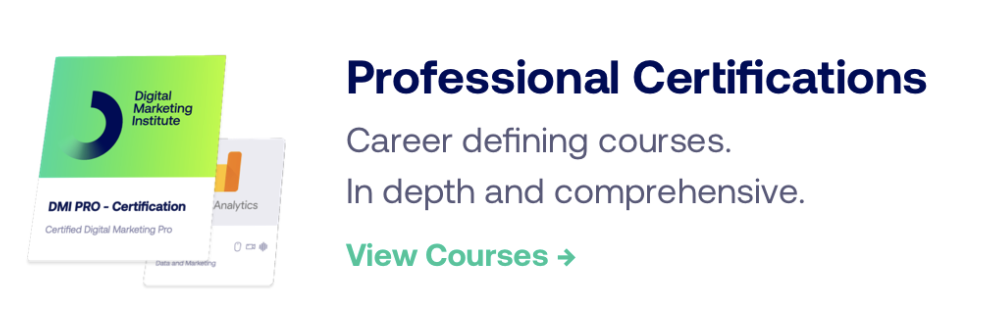 Digital
Marketing
Institute
DMI PRO - Certification
Certified Digital Marketing Pro
Analytics
Data and Marketing
Professional Certifications
Career defining courses.
In depth and comprehensive.
View Courses →